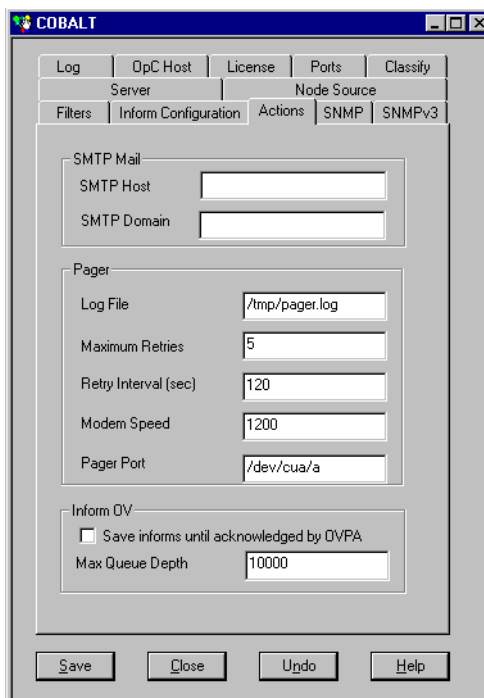 COBALT
Log OpC Host License Ports Classify
Server Node Source
Filters Inform Configuration Actions SNMP SNMPv3
SMTP Mail
SMTP Host
SMTP Domain
Pager
Log File /tmp/pager.log
Maximum Retries 5
Retry Interval (sec) 120
Modem Speed 1200
Pager Port /dev/cua/a
Inform OV
Save informs until acknowledged by OVPA
Max Queue Depth 10000
Save Close Undo Help